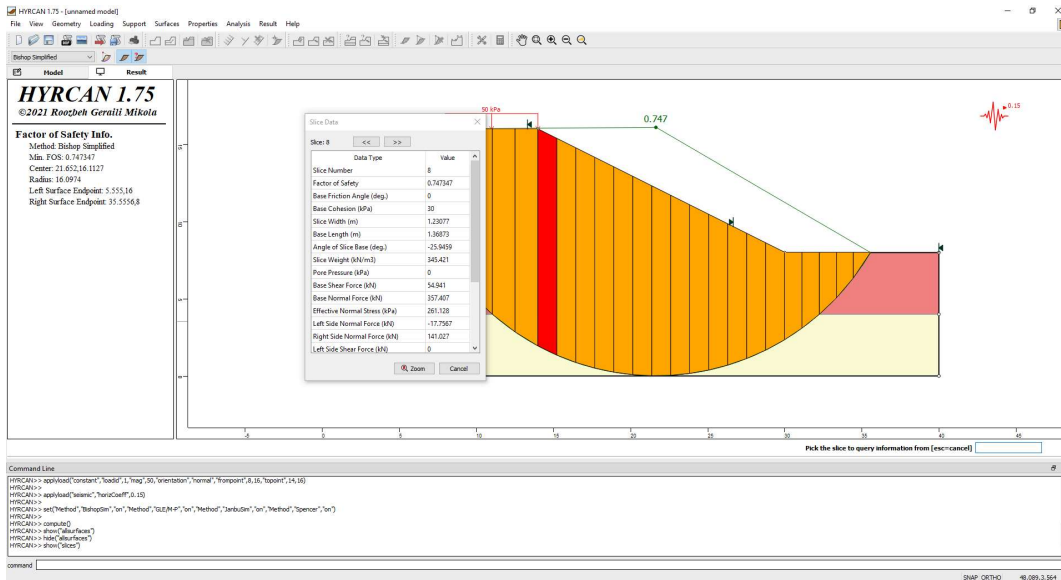 HYRCAN 1.75 - [unnamed model]
File View Geometry Loading Support Surfaces Properties Analysis Result Help
Bishop Simplified
Model Result
HYRCAN 1.75
©2021 Roozbeh Geraili Mikola
Factor of Safety Info.
Method: Bishop Simplified
Min. FOS: 0.747347
Center: 21.652,16.1127
Radius: 16.0974
Left Surface Endpoint: 5.555,16
Right Surface Endpoint: 35.5556,8
50 kPa
0.747
0.15
Slice Data
Slice: 8 << >>
Data Type Value
Slice Number 8
Factor of Safety 0.747347
Base Friction Angle (deg.) 0
Base Cohesion (kPa) 30
Slice Width (m) 1.23077
Base Length (m) 1.36873
Angle of Slice Base (deg.) -25.9459
Slice Weight (kN/m3) 345.421
Pore Pressure (kPa) 0
Base Shear Force (kN) 54.941
Base Normal Force (kN) 357.407
Effective Normal Stress (kPa) 261.128
Left Side Normal Force (kN) -17.7567
Right Side Normal Force (kN) 141.027
Left Side Shear Force (kN) 0
Zoom Cancel
15
10
5
0
-5 0 5 10 15 20 25 30 35 40 45
Pick the slice to query information from [esc=cancel]
Command Line
HYRCAN>> applyload("constant","loadid",1,"mag",50,"orientation","normal","frompoint",8,16,"topoint",14,16)
HYRCAN>>
HYRCAN>> applyload("seismic","horizCoeff",0.15)
HYRCAN>>
HYRCAN>> set("Method","BishopSim","on","Method","GLE/M-P","on","Method","JanbuSim","on","Method","Spencer","on")
HYRCAN>>
HYRCAN>> compute()
HYRCAN>> show("allsurfaces")
HYRCAN>> hide("allsurfaces")
HYRCAN>> show("slices")
command
SNAP ORTHO 48.089,3.564